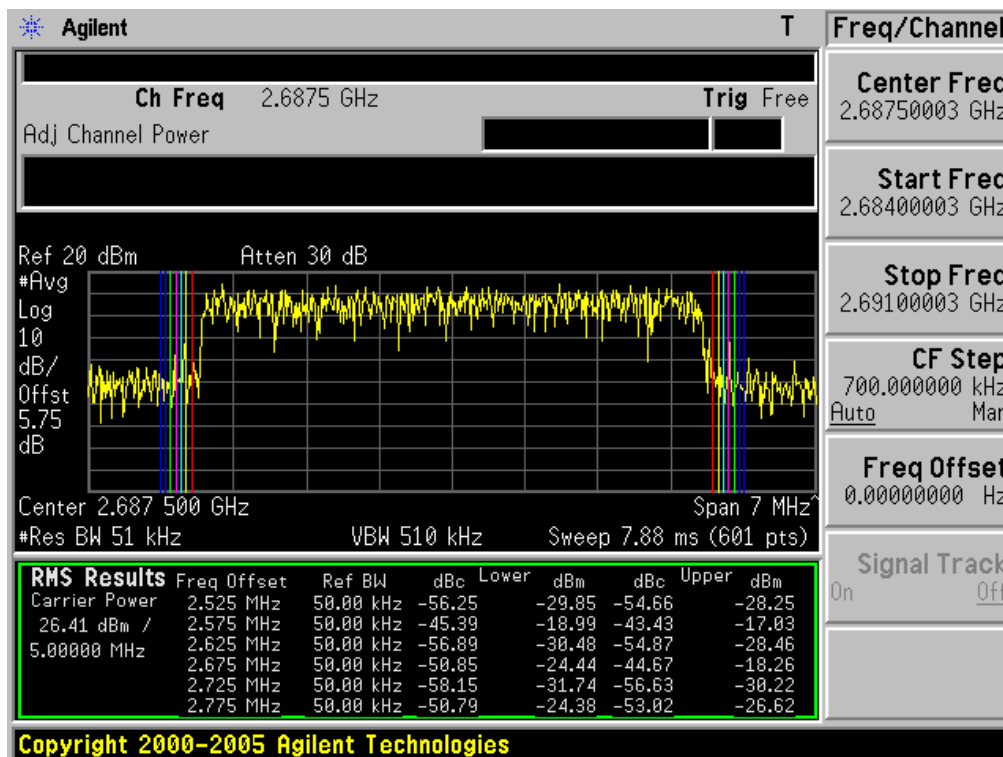 Agilent T Freq/Channel
Ch Freq 2.6875 GHz Trig Free
Adj Channel Power
Center Freq
2.68750003 GHz
Start Freq
2.68400003 GHz
Stop Freq
2.69100003 GHz
CF Step
700.000000 kHz
Auto Man
Freq Offset
0.00000000 Hz
Signal Track
On Off
Ref 20 dBm Atten 30 dB
#Avg
Log
10
dB/
Offst
5.75
dB
Center 2.687 500 GHz Span 7 MHz^
#Res BW 51 kHz VBW 510 kHz Sweep 7.88 ms (601 pts)
RMS Results Freq Offset Ref BW dBc Lower dBm dBc Upper dBm
Carrier Power 2.525 MHz 50.00 kHz -56.25 -29.85 -54.66 -28.25
26.41 dBm / 2.575 MHz 50.00 kHz -45.39 -18.99 -43.43 -17.03
5.00000 MHz 2.625 MHz 50.00 kHz -56.89 -30.48 -54.87 -28.46
2.675 MHz 50.00 kHz -50.85 -24.44 -44.67 -18.26
2.725 MHz 50.00 kHz -58.15 -31.74 -56.63 -30.22
2.775 MHz 50.00 kHz -50.79 -24.38 -53.02 -26.62
Copyright 2000-2005 Agilent Technologies